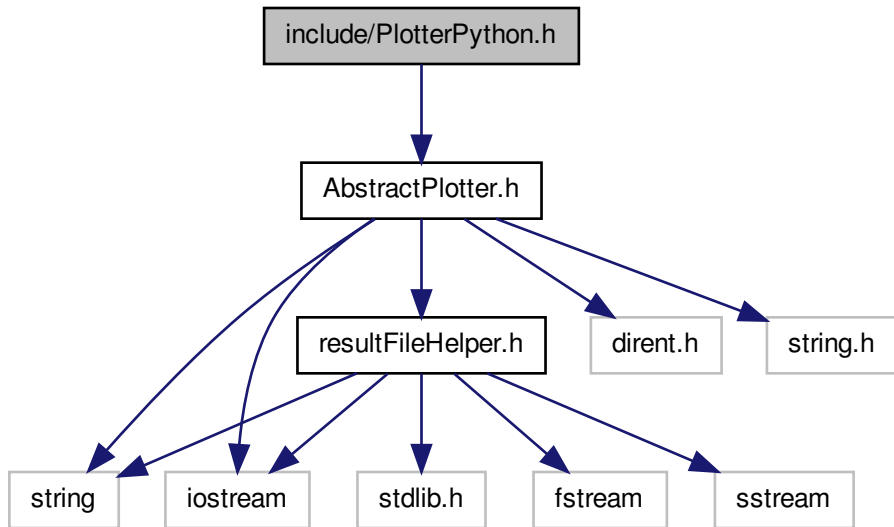 include/PlotterPython.h
AbstractPlotter.h
resultFileHelper.h
dirent.h
string.h
string
iostream
stdlib.h
fstream
sstream